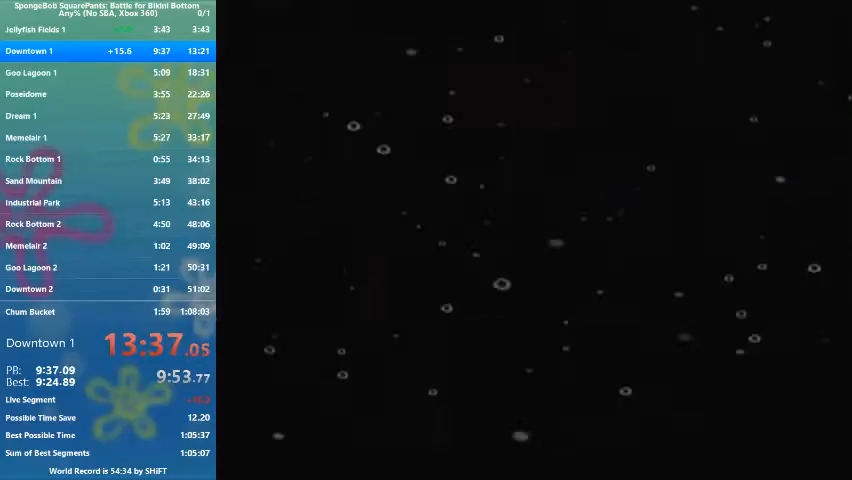 SpongeBob SquarePants: Battle for Bikini Bottom
Any% (No SBA, Xbox 360) 0/1
Jellyfish Fields 1 3:43 3:43
Downtown 1 +15.6 9:37 13:21
Goo Lagoon 1 5:09 18:31
Poseidome 3:55 22:26
Dream 1 5:23 27:49
Memelair 1 5:27 33:17
Rock Bottom 1 0:55 34:13
Sand Mountain 3:49 38:02
Industrial Park 5:13 43:16
Rock Bottom 2 4:50 48:06
Memelair 2 1:02 49:09
Goo Lagoon 2 1:21 50:31
Downtown 2 0:31 51:02
Chum Bucket 1:59 1:08:03
Downtown 1 13:37.05
PB: 9:37.09
Best: 9:24.89 9:53.77
Live Segment
Possible Time Save 12.20
Best Possible Time 1:05:37
Sum of Best Segments 1:05:07
World Record is 54:34 by SHiFT